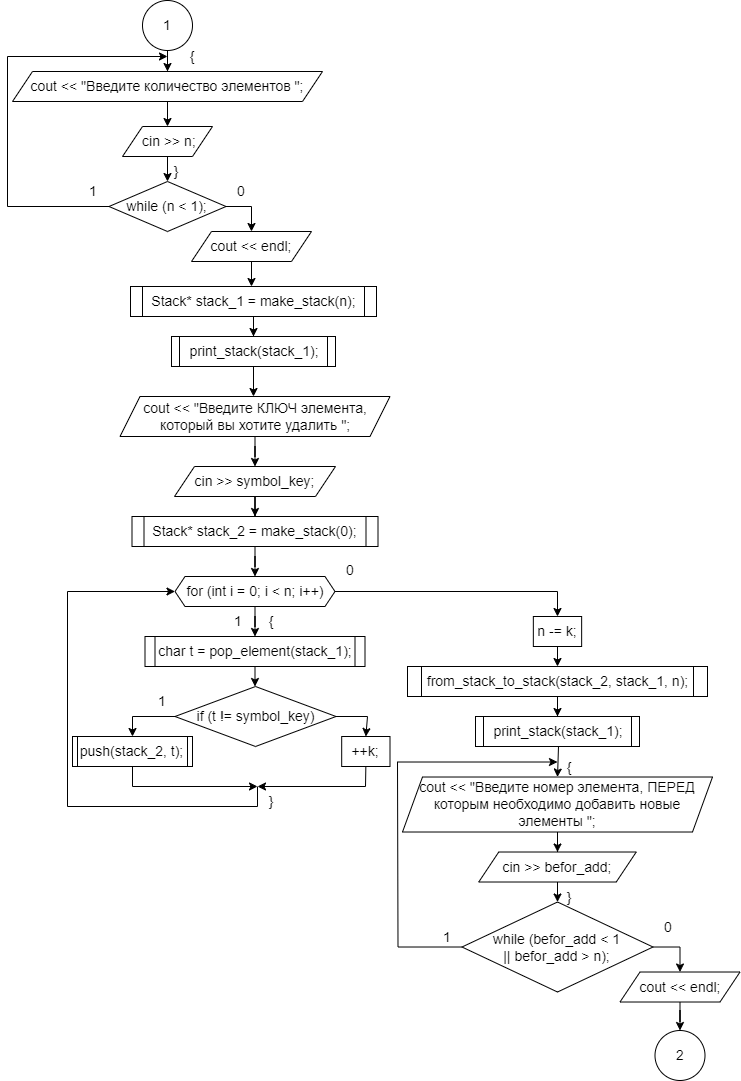 1
{
cout << "Введите количество элементов ";
cin >> n;
}
1
0
while (n < 1);
cout << endl;
Stack* stack_1 = make_stack(n);
print_stack(stack_1);
cout << "Введите КЛЮЧ элемента,
который вы хотите удалить ";
cin >> symbol_key;
Stack* stack_2 = make_stack(0);
0
for (int i = 0; i < n; i++)
1 {
char t = pop_element(stack_1);
1
if (t != symbol_key)
push(stack_2, t);
++k;
}
n -= k;
from_stack_to_stack(stack_2, stack_1, n);
print_stack(stack_1);
{
cout << "Введите номер элемента, ПЕРЕД
которым необходимо добавить новые
элементы ";
cin >> befor_add;
}
1
0
while (befor_add < 1
|| befor_add > n);
cout << endl;
2